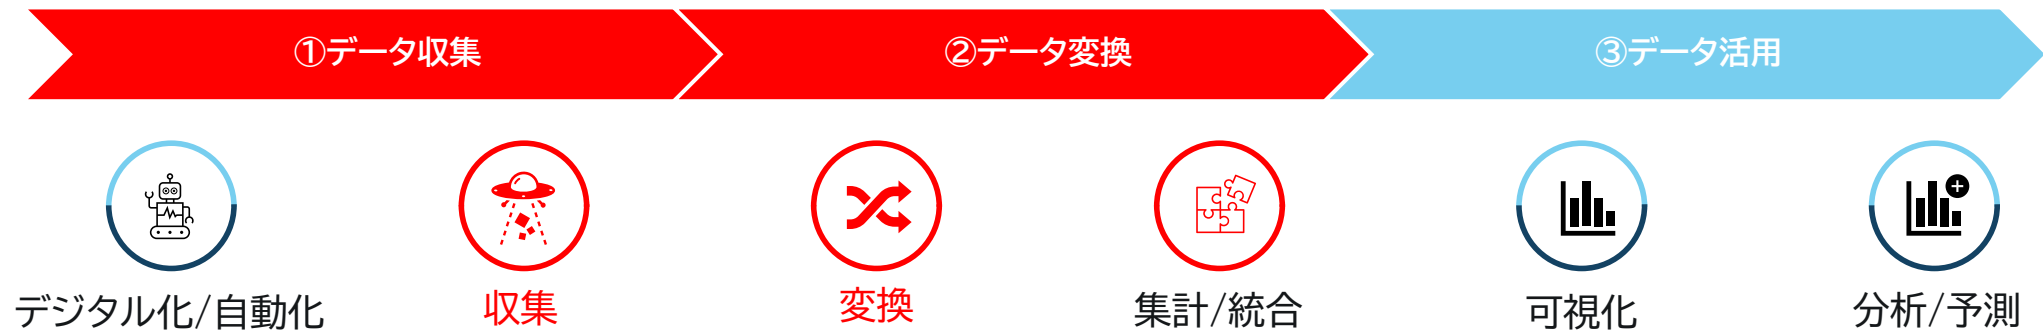 ①データ収集
②データ変換
③データ活用
デジタル化/自動化
収集
変換
集計/統合
可視化
分析/予測